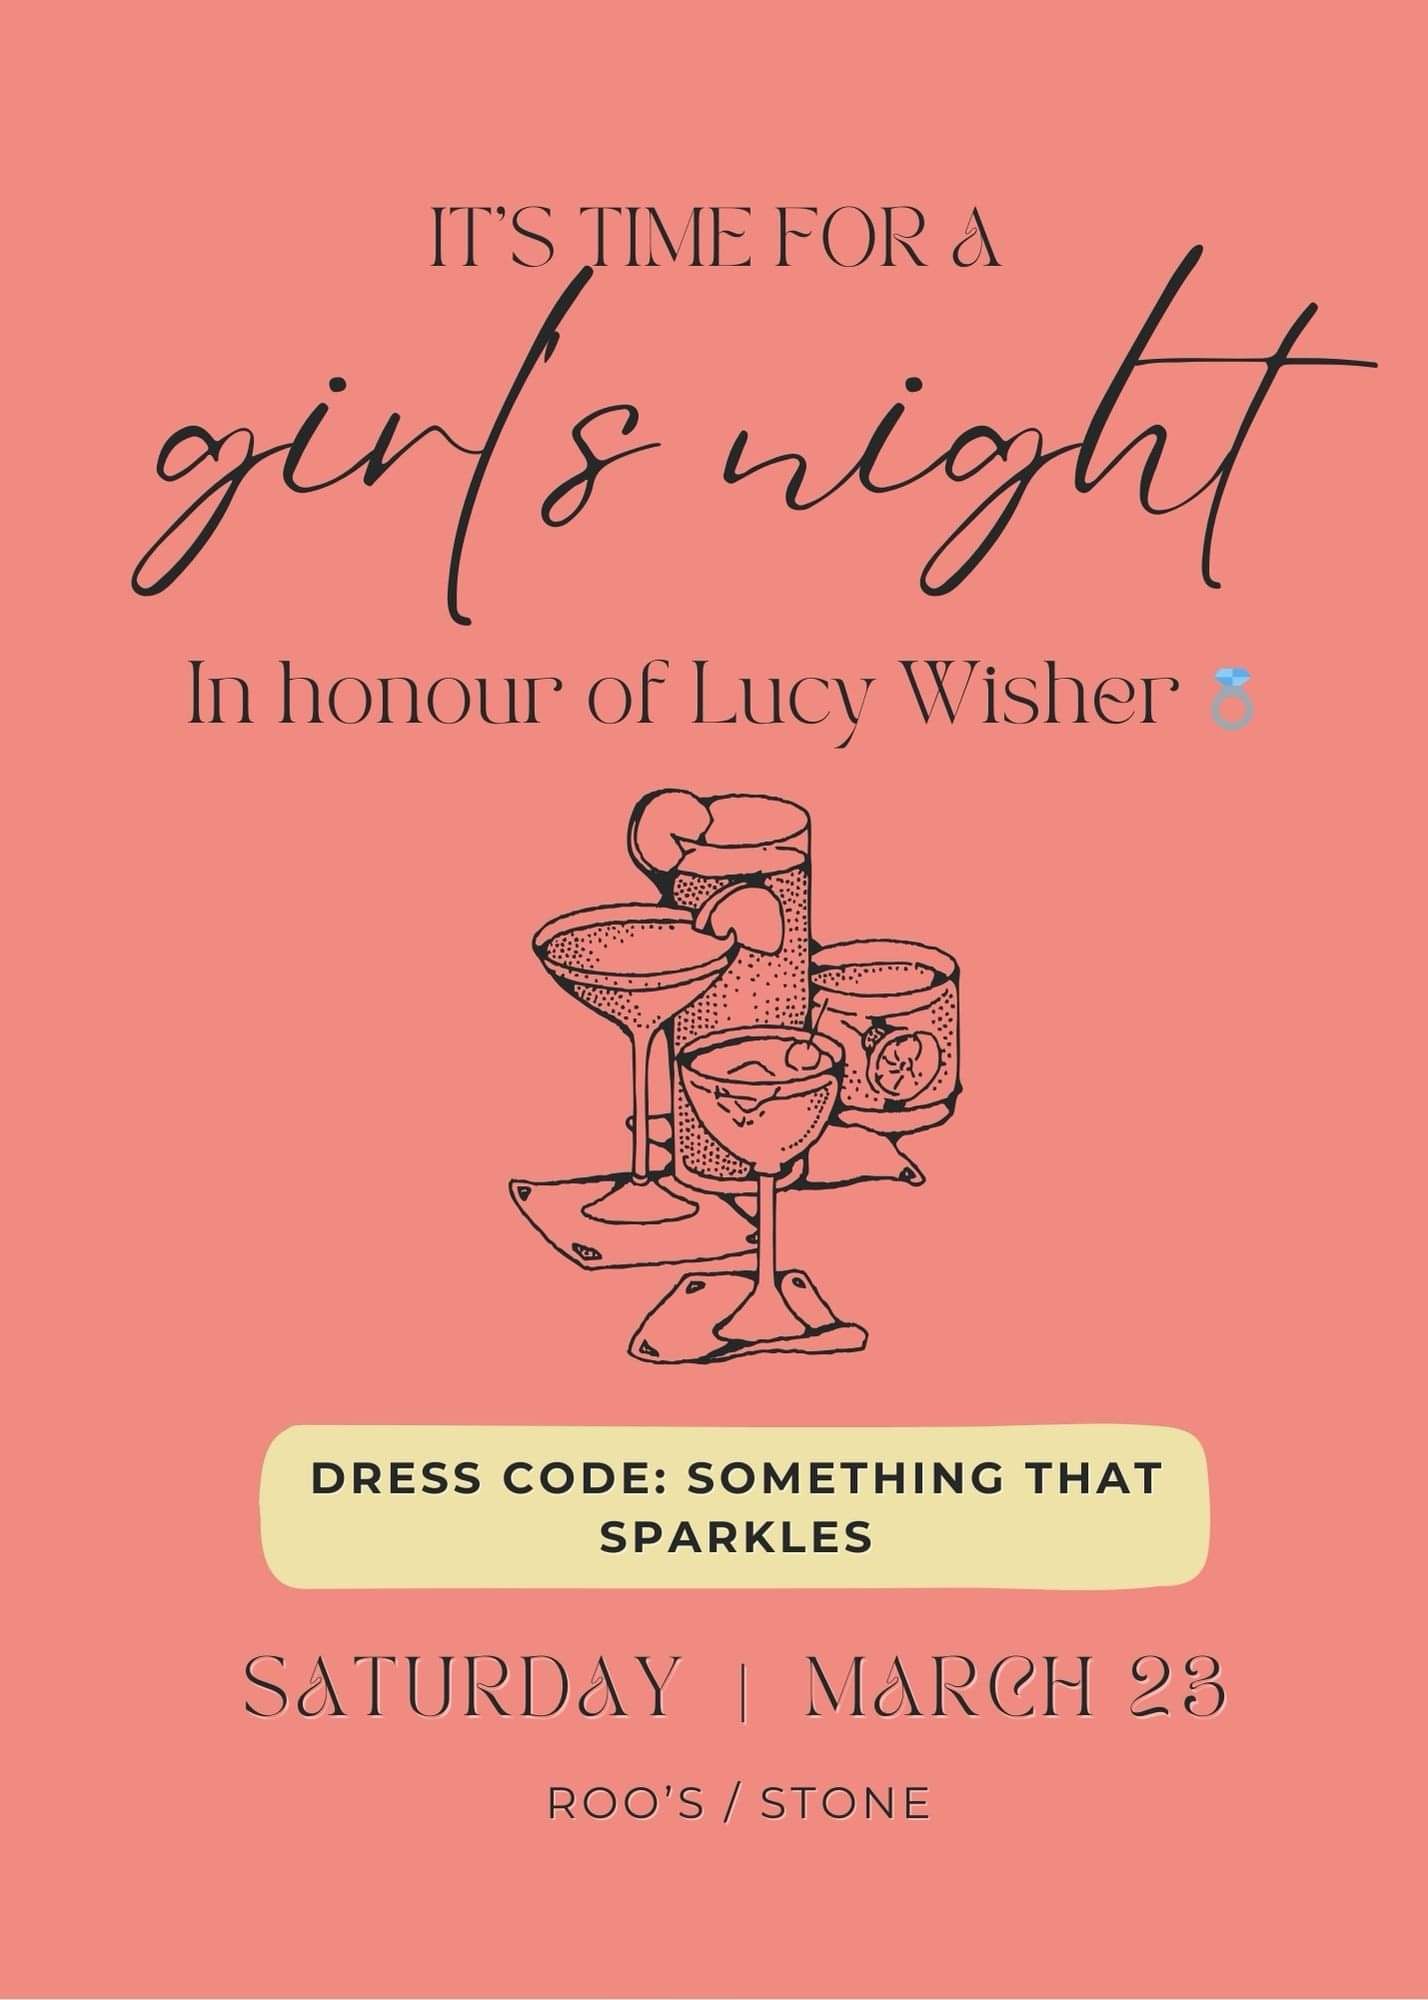 IT'S TIME FOR A
girl's night
In honour of Lucy Wisher 💍
DRESS CODE: SOMETHING THAT
SPARKLES
SATURDAY | MARCH 23
ROO'S / STONE